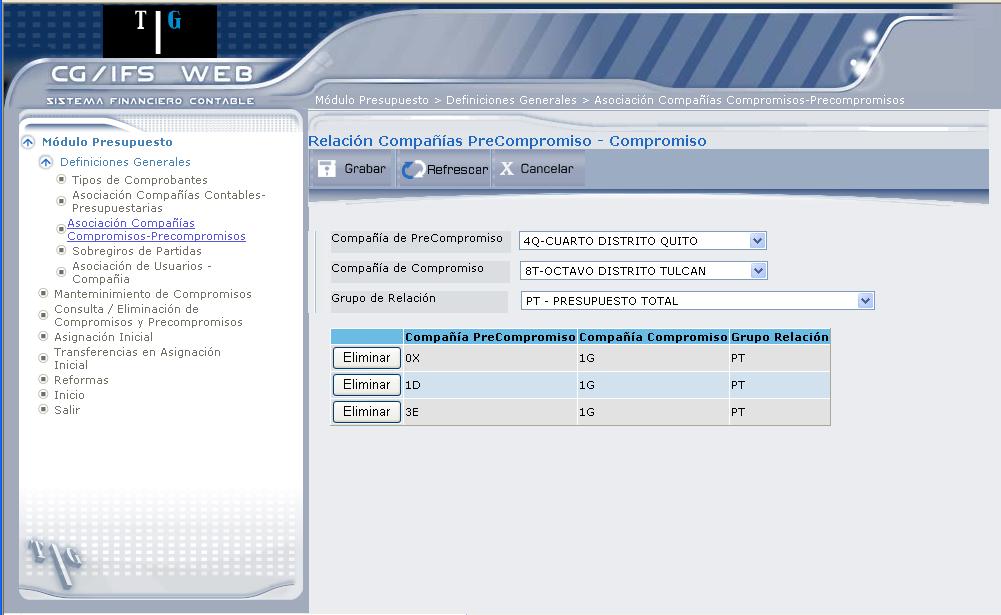 T G
CG/IFS WEB
SISTEMA FINANCIERO CONTABLE
Módulo Presupuesto > Definiciones Generales > Asociación Compañías Compromisos-Precompromisos
Módulo Presupuesto
Definiciones Generales
Tipos de Comprobantes
Asociación Compañías Contables-
Presupuestarias
Asociación Compañías
Compromisos-Precompromisos
Sobregiros de Partidas
Asociación de Usuarios -
Compañia
Manteminimiento de Compromisos
Consulta / Eliminación de
Compromisos y Precompromisos
Asignación Inicial
Transferencias en Asignación
Inicial
Reformas
Inicio
Salir
TG
Relación Compañías PreCompromiso - Compromiso
Grabar Refrescar X Cancelar
Compañía de PreCompromiso 4Q-CUARTO DISTRITO QUITO
Compañía de Compromiso 8T-OCTAVO DISTRITO TULCAN
Grupo de Relación PT - PRESUPUESTO TOTAL
Compañía PreCompromiso Compañía Compromiso Grupo Relación
Eliminar 0X 1G PT
Eliminar 1D 1G PT
Eliminar 3E 1G PT